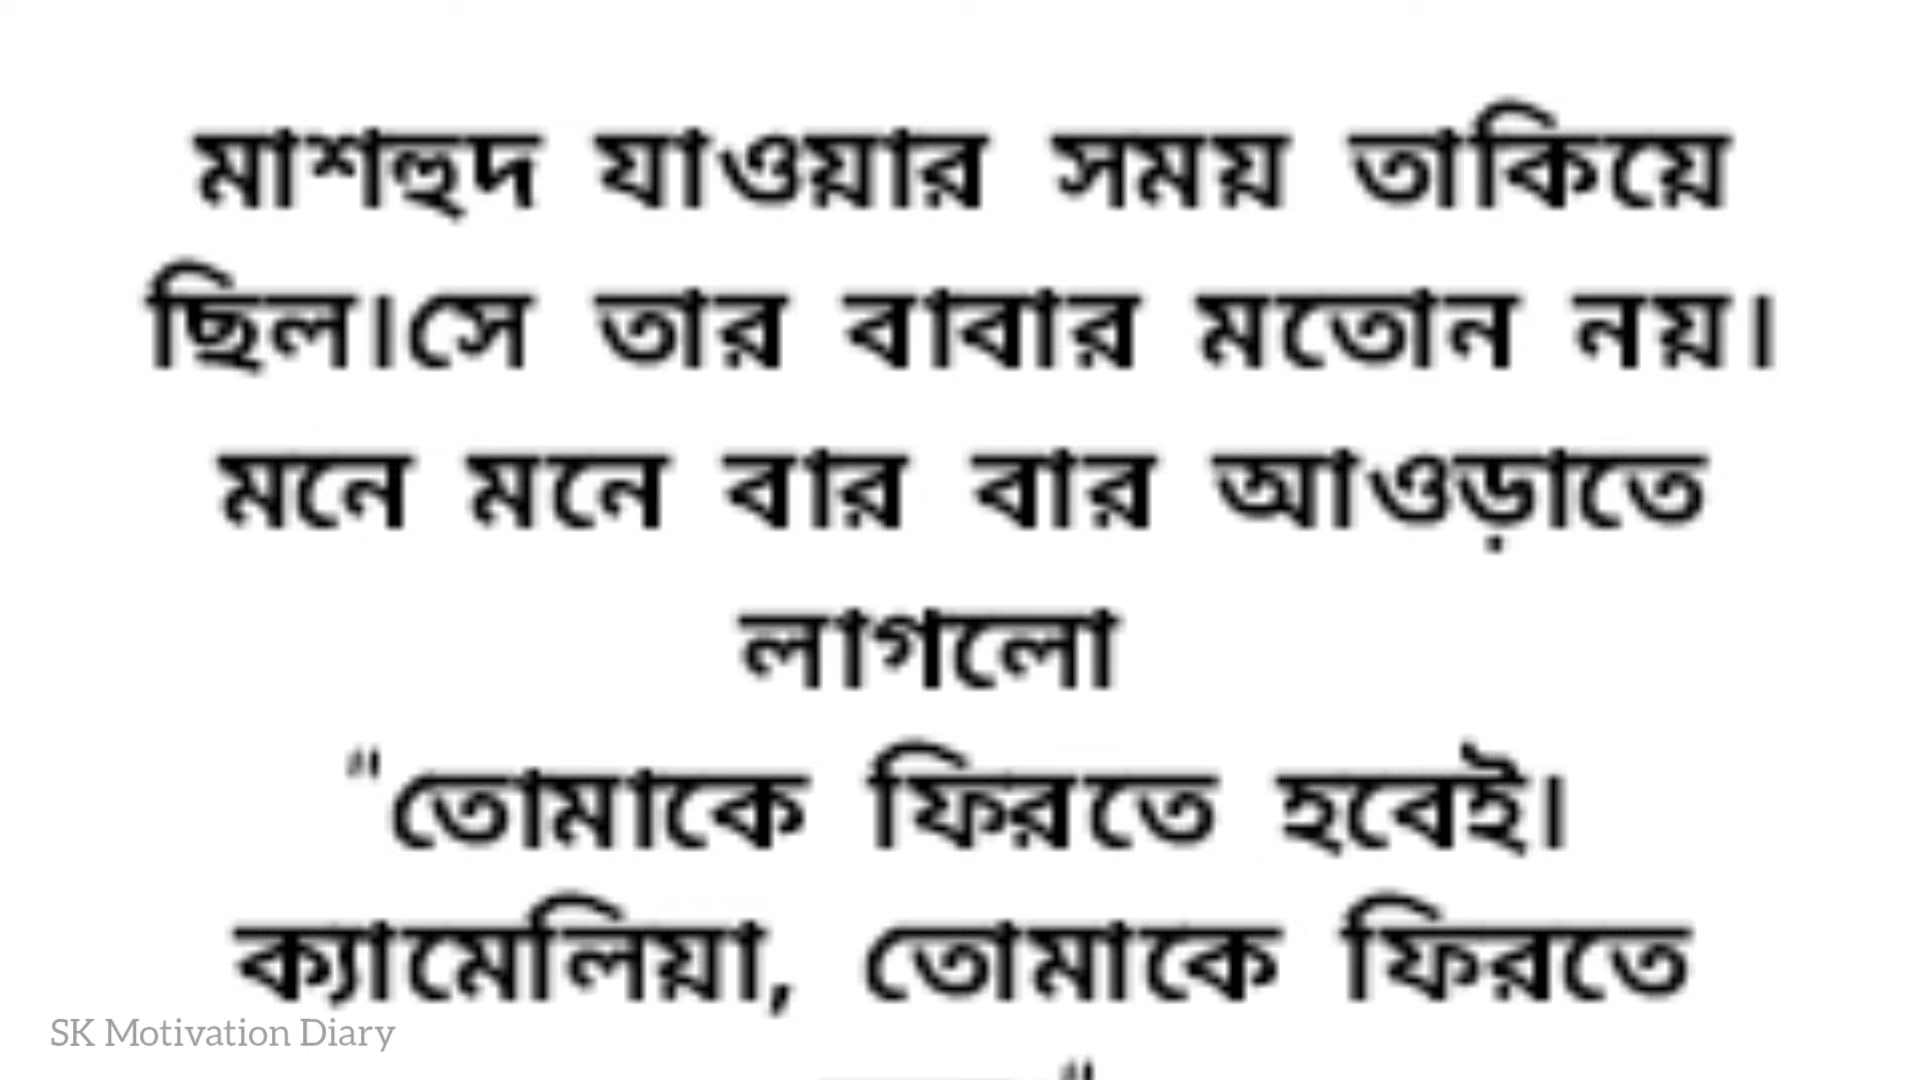 মাশহুদ যাওয়ার সময় তাকিয়ে
ছিল।সে তার বাবার মতোন নয়।
মনে মনে বার বার আওড়াতে
লাগলো
"তোমাকে ফিরতে হবেই।
ক্যামেলিয়া, তোমাকে ফিরতে
SK Motivation Diary